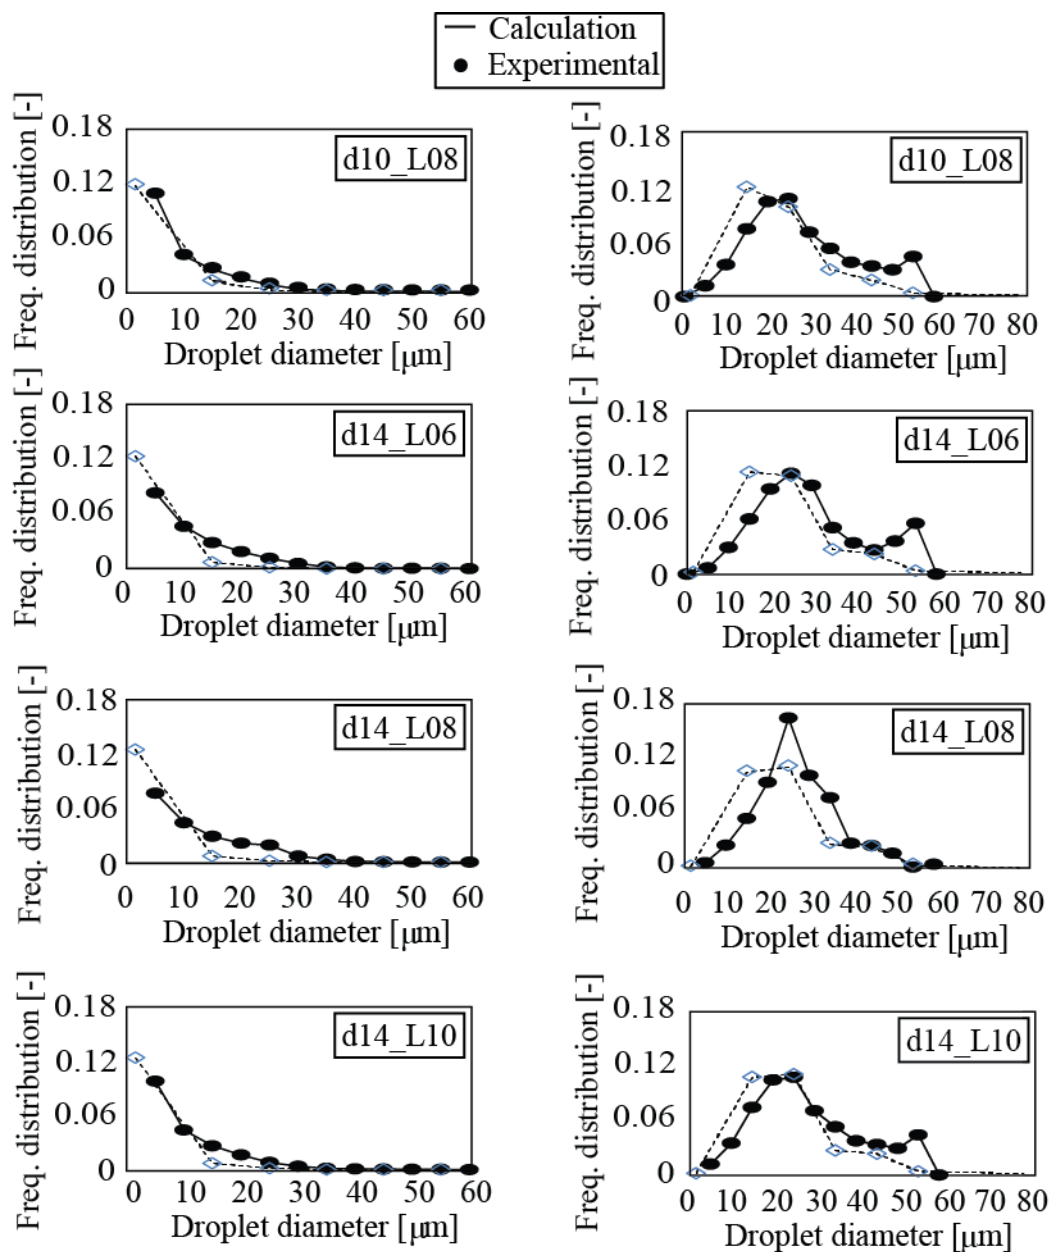 Calculation
Experimental
Freq. distribution [-]
0.18
0.12
0.06
0
d10_L08
0 10 20 30 40 50 60
Droplet diameter [μm]
Freq. distribution [-]
0.18
0.12
0.06
0
d10_L08
0 10 20 30 40 50 60 70 80
Droplet diameter [μm]
Freq. distribution [-]
0.18
0.12
0.06
0
d14_L06
0 10 20 30 40 50 60
Droplet diameter [μm]
Freq. distribution [-]
0.18
0.12
0.06
0
d14_L06
0 10 20 30 40 50 60 70 80
Droplet diameter [μm]
Freq. distribution [-]
0.18
0.12
0.06
0
d14_L08
0 10 20 30 40 50 60
Droplet diameter [μm]
Freq. distribution [-]
0.18
0.12
0.06
0
d14_L08
0 10 20 30 40 50 60 70 80
Droplet diameter [μm]
Freq. distribution [-]
0.18
0.12
0.06
0
d14_L10
0 10 20 30 40 50 60
Droplet diameter [μm]
Freq. distribution [-]
0.18
0.12
0.06
0
d14_L10
0 10 20 30 40 50 60 70 80
Droplet diameter [μm]